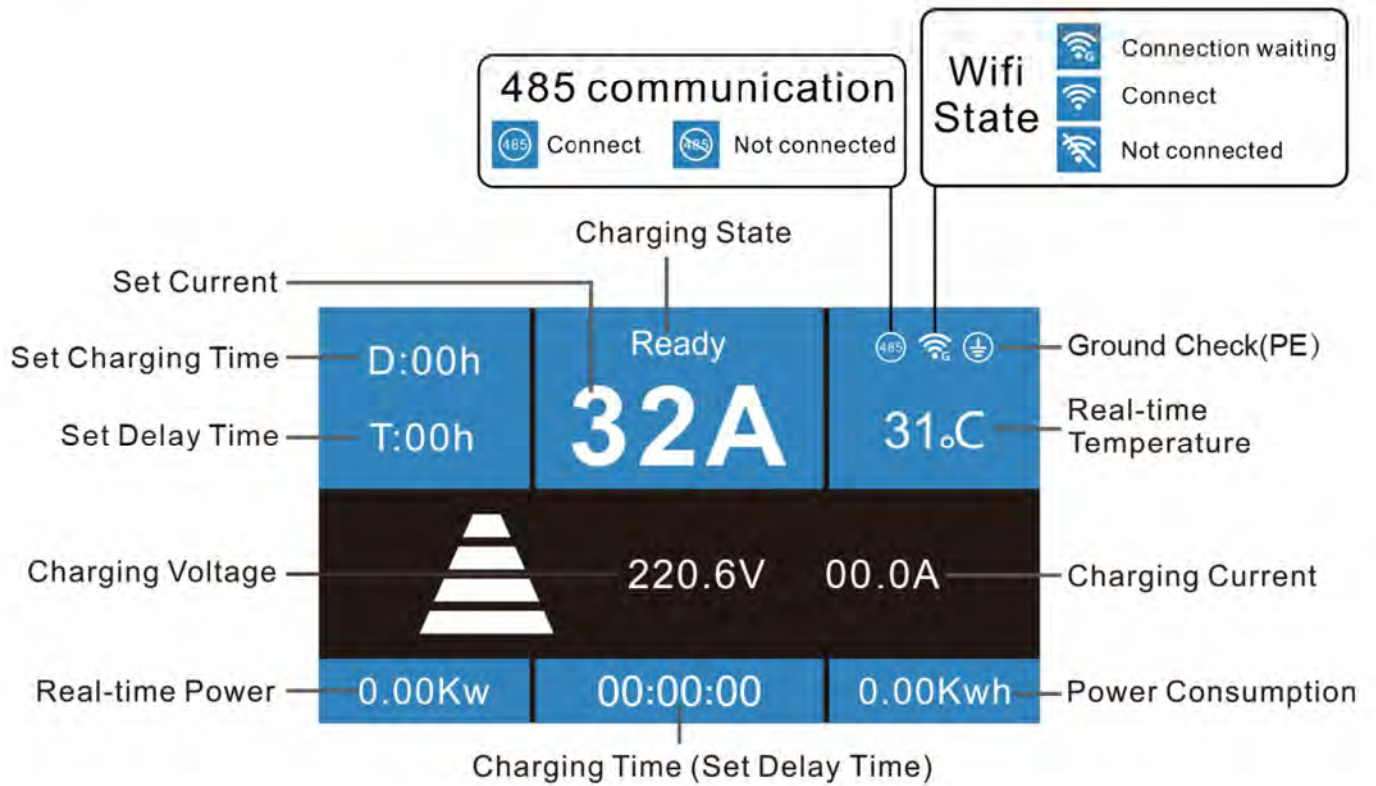 485 communication
485 Connect 485 Not connected
Wifi
State
G Connection waiting
Connect
Not connected
Charging State
Set Current
Set Charging Time
Set Delay Time
Charging Voltage
Real-time Power
D:00h
T:00h
Ready
32A
485 G
31°C
220.6V 00.0A
0.00Kw 00:00:00 0.00Kwh
Ground Check(PE)
Real-time
Temperature
Charging Current
Power Consumption
Charging Time (Set Delay Time)